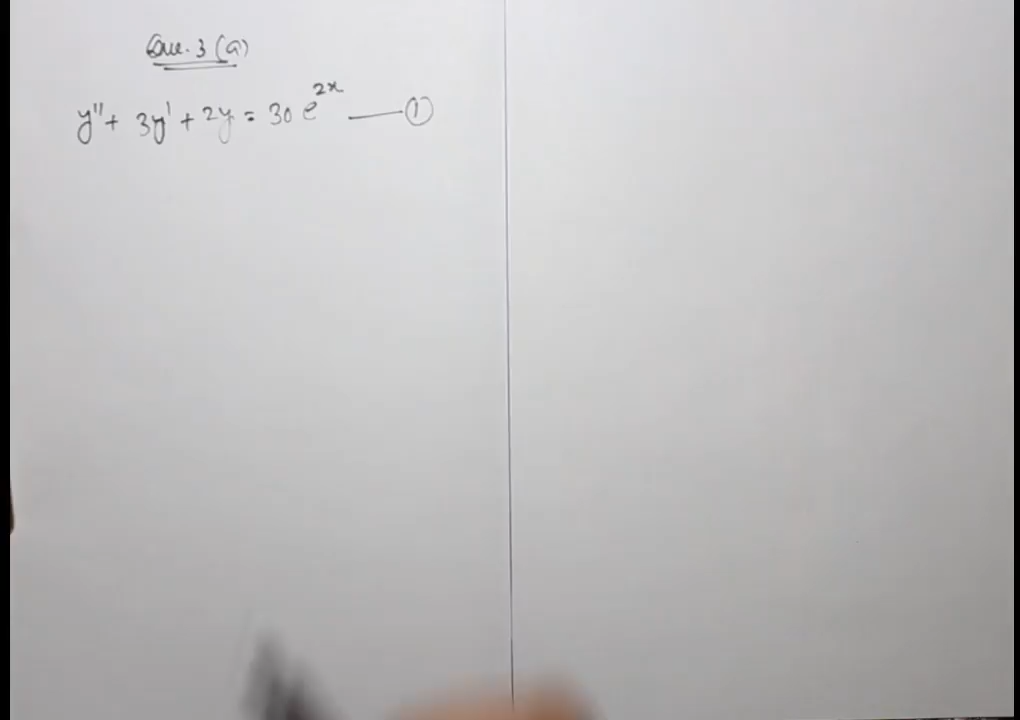 Que. 3 (a)
y'' + 3y' + 2y = 30 e^{2x} —— ①